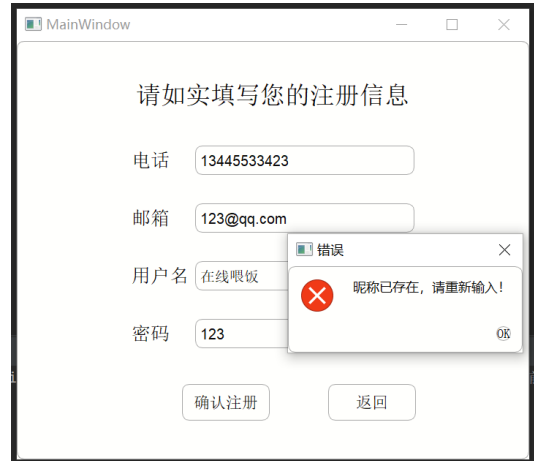 MainWindow
请如实填写您的注册信息
电话 13445533423
邮箱 123@qq.com
用户名 在线喂饭
密码 123
错误
昵称已存在，请重新输入！
OK
确认注册 返回